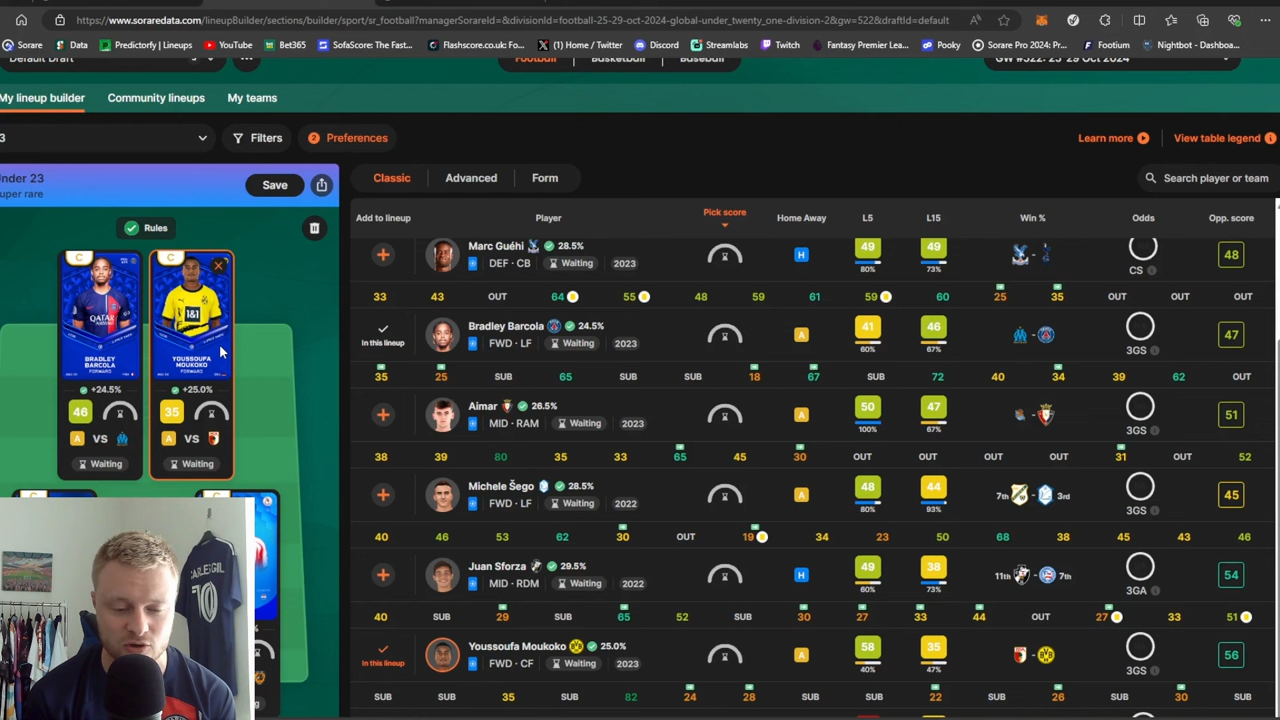 https://www.soraredata.com/lineupBuilder/sections/builder/sport/sr_football?managerSorareId=&divisionId=football-25-29-oct-2024-global-under_twenty_one-division-2&gw=522&draftId=default
Sorare Data Predictorfy | Lineups YouTube Bet365 SofaScore: The Fast... Flashscore.co.uk: Fo... (1) Home / Twitter Discord Streamlabs Twitch Fantasy Premier Lea... Pooky Sorare Pro 2024: Pr... Footium Nightbot - Dashboa...
Default Draft Football Basketball Baseball GW #522: 25-29 Oct 2024
My lineup builder Community lineups My teams
3 Filters 2 Preferences Learn more View table legend
Under 23
super rare
Save
Classic Advanced Form Search player or team
Rules
Add to lineup Player Pick score Home Away L5 L15 Win % Odds Opp. score
C C
BRADLEY BARCOLA
FORWARD
YOUSSOUFA MOUKOKO
FORWARD
+24.5% +25.0%
46 35
A VS A VS
Waiting Waiting
Marc Guéhi 28.5%
DEF · CB Waiting 2023 H 49 80% 49 73% CS 48
33 43 OUT 64 55 48 59 61 59 60 25 35 OUT OUT OUT
Bradley Barcola 24.5%
In this lineup FWD · LF Waiting 2023 A 41 60% 46 67% 3GS 47
35 25 SUB 65 SUB SUB 18 67 SUB 72 40 34 39 62 OUT
Aimar 26.5%
MID · RAM Waiting 2023 A 50 100% 47 67% 3GS 51
38 39 80 35 33 65 45 30 OUT OUT OUT OUT 31 OUT 52
Michele Šego 28.5%
FWD · LF Waiting 2022 A 48 80% 44 93% 7th 3rd 3GS 45
40 46 53 62 30 OUT 19 34 23 50 68 38 45 43 46
Juan Sforza 29.5%
MID · RDM Waiting 2022 H 49 60% 38 73% 11th 7th 3GA 54
40 SUB 29 SUB 65 52 SUB 30 27 33 44 OUT 27 33 51
Youssoufa Moukoko 25.0%
In this lineup FWD · CF Waiting 2023 A 58 40% 35 47% 3GS 56
SUB SUB 35 SUB 82 24 28 SUB SUB 22 SUB 26 SUB 30 SUB
CARLES GIL
10